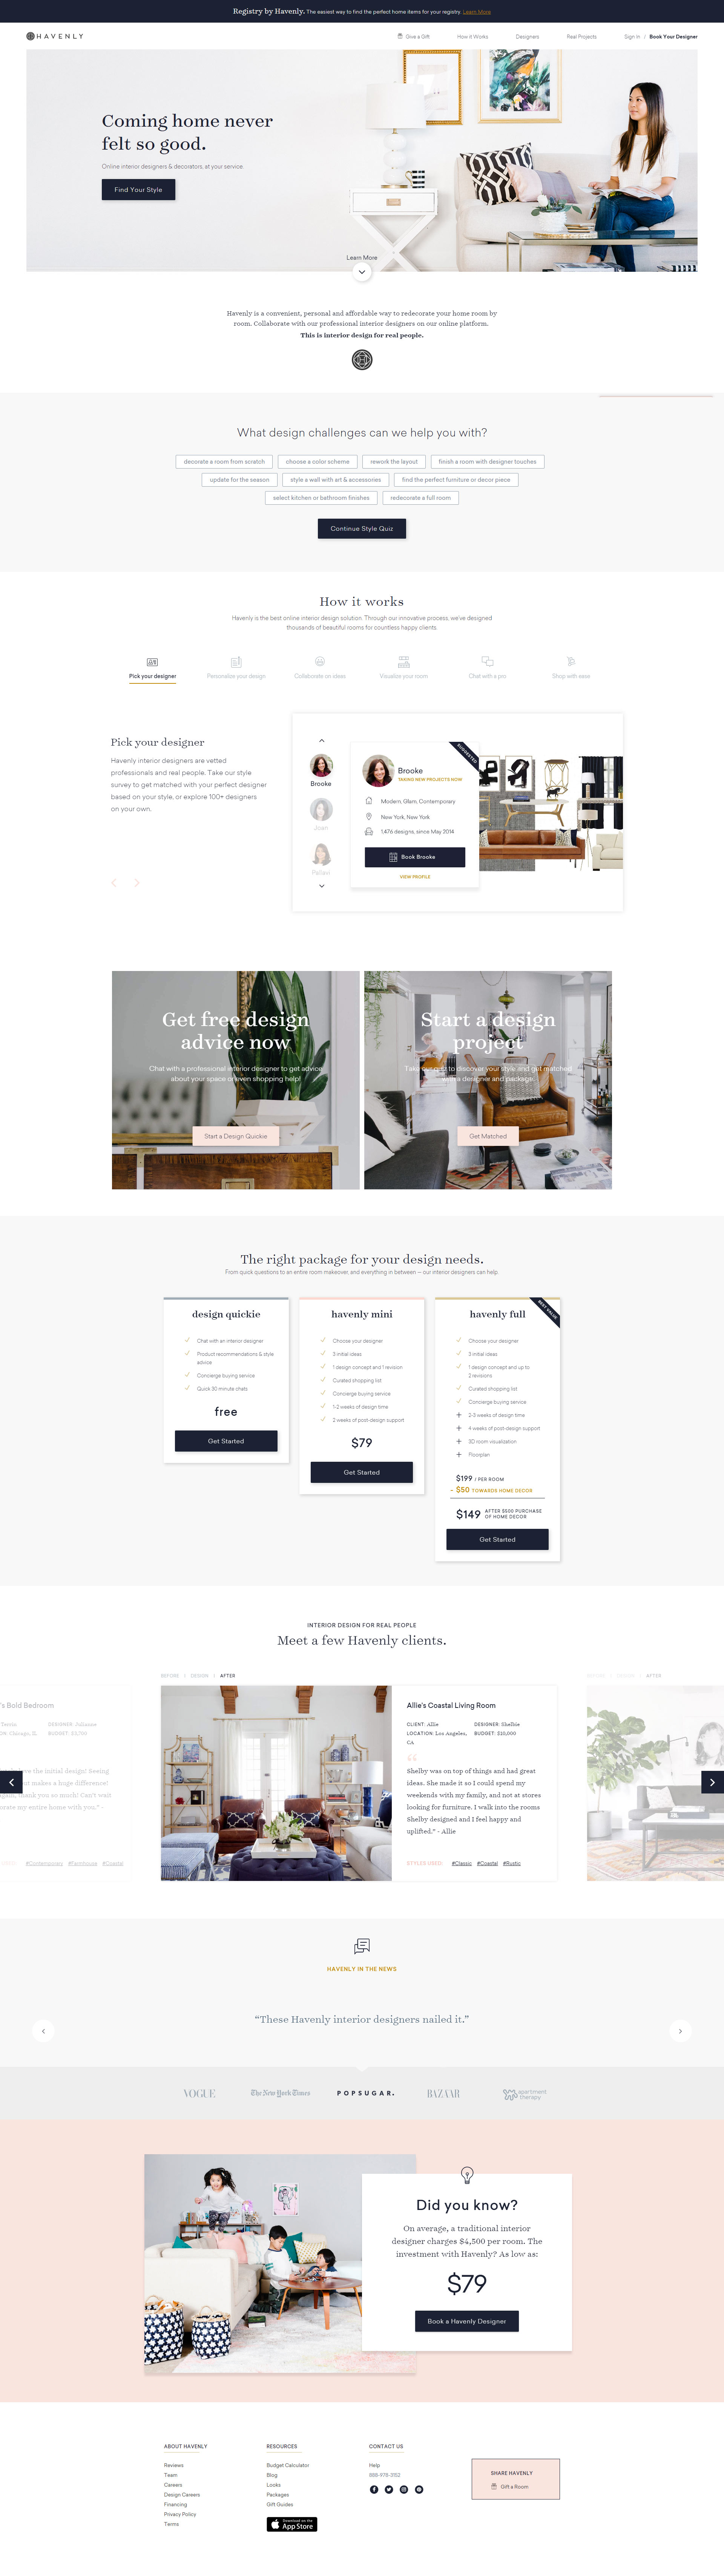 Registry by Havenly. The easiest way to find the perfect home items for your registry. Learn More
HAVENLY
Give a Gift
How it Works
Designers
Real Projects
Sign In / Book Your Designer
Coming home never
felt so good.
Online interior designers & decorators, at your service.
Find Your Style
Learn More
Havenly is a convenient, personal and affordable way to redecorate your home room by
room. Collaborate with our professional interior designers on our online platform.
This is interior design for real people.
What design challenges can we help you with?
decorate a room from scratch
choose a color scheme
rework the layout
finish a room with designer touches
update for the season
style a wall with art & accessories
find the perfect furniture or decor piece
select kitchen or bathroom finishes
redecorate a full room
Continue Style Quiz
How it works
Havenly is the best online interior design solution. Through our innovative process, we've designed
thousands of beautiful rooms for countless happy clients.
Pick your designer
Personalize your design
Collaborate on ideas
Visualize your room
Chat with a pro
Shop with ease
Pick your designer
Havenly interior designers are vetted
professionals and real people. Take our style
survey to get matched with your perfect designer
based on your style, or explore 100+ designers
on your own.
Brooke
Juan
Pallavi
SUGGESTED
Brooke
TAKING NEW PROJECTS NOW
Modern, Glam, Contemporary
New York, New York
1,476 designs, since May 2014
Book Brooke
VIEW PROFILE
Get free design
advice now
Chat with a professional interior designer to get advice
about your space or even shopping help!
Start a Design Quickie
Start a design
project
Take our quiz to discover your style and get matched
with a designer and package.
Get Matched
The right package for your design needs.
From quick questions to an entire room makeover, and everything in between — our interior designers can help.
design quickie
Chat with an interior designer
Product recommendations & style
advice
Concierge buying service
Quick 30 minute chats
free
Get Started
havenly mini
Choose your designer
3 initial ideas
1 design concept and 1 revision
Curated shopping list
Concierge buying service
1-2 weeks of design time
2 weeks of post-design support
$79
Get Started
BEST VALUE
havenly full
Choose your designer
3 initial ideas
1 design concept and up to
2 revisions
Curated shopping list
Concierge buying service
2-3 weeks of design time
4 weeks of post-design support
3D room visualization
Floorplan
$199 / PER ROOM
- $50 TOWARDS HOME DECOR
$149 AFTER $500 PURCHASE
OF HOME DECOR
Get Started
INTERIOR DESIGN FOR REAL PEOPLE
Meet a few Havenly clients.
BEFORE | DESIGN | AFTER
BEFORE | DESIGN | AFTER
's Bold Bedroom
DESIGNER: Julianne
Chicago, IL
BUDGET: $3,700
love the initial design! Seeing
it makes a huge difference!
thank you so much! Can't wait
my entire home with you." -
#Contemporary #Farmhouse #Coastal
Allie's Coastal Living Room
CLIENT: Allie
DESIGNER: Shelbie
LOCATION: Los Angeles,
CA
BUDGET: $10,000
“
Shelby was on top of things and had great
ideas. She made it so I could spend my
weekends with my family, and not at stores
looking for furniture. I walk into the rooms
Shelby designed and I feel happy and
uplifted." - Allie
STYLES USED: #Classic #Coastal #Rustic
HAVENLY IN THE NEWS
“These Havenly interior designers nailed it.”
VOGUE
The New York Times
POPSUGAR.
BAZAAR
apartment
therapy
Did you know?
On average, a traditional interior
designer charges $4,500 per room. The
investment with Havenly? As low as:
$79
Book a Havenly Designer
ABOUT HAVENLY
Reviews
Team
Careers
Design Careers
Financing
Privacy Policy
Terms
RESOURCES
Budget Calculator
Blog
Looks
Packages
Gift Guides
Download on the
App Store
CONTACT US
Help
888-978-3152
SHARE HAVENLY
Gift a Room